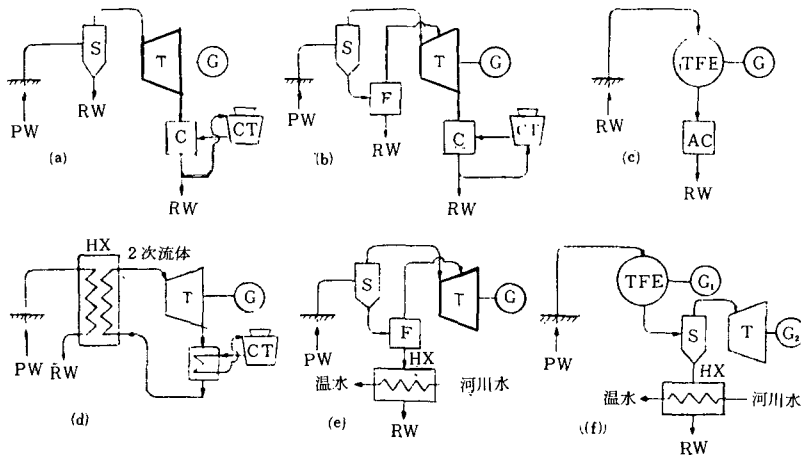 S
T
G
RW
PW
C
CT
RW
(a)
S
T
G
F
PW
RW
C
CT
RW
(b)
TFE
G
RW
AC
RW
(c)
HX
2次流体
T
G
CT
PW
RW
(d)
S
T
G
F
PW
HX
温水
河川水
RW
(e)
TFE
G₁
S
T
G₂
PW
HX
温水
河川水
RW
((f))